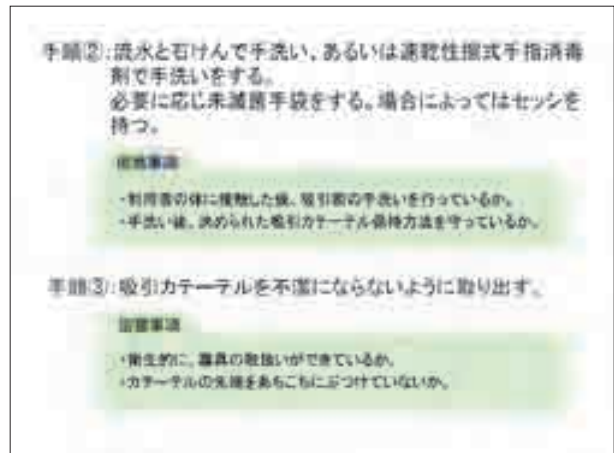 手順②:流水と石けんで手洗い、あるいは速乾性擦式手指消毒
剤で手洗いをする。
必要に応じ未滅菌手袋をする。場合によってはセッシを
持つ。
留意事項
・利用者の体に接触した後、吸引前の手洗いを行っているか。
・手洗い後、決められた吸引カテーテル保持方法を守っているか。
手順③:吸引カテーテルを不潔にならないように取り出す。
留意事項
・衛生的に、器具の取扱いができているか。
・カテーテルの先端をあちこちにぶつけていないか。